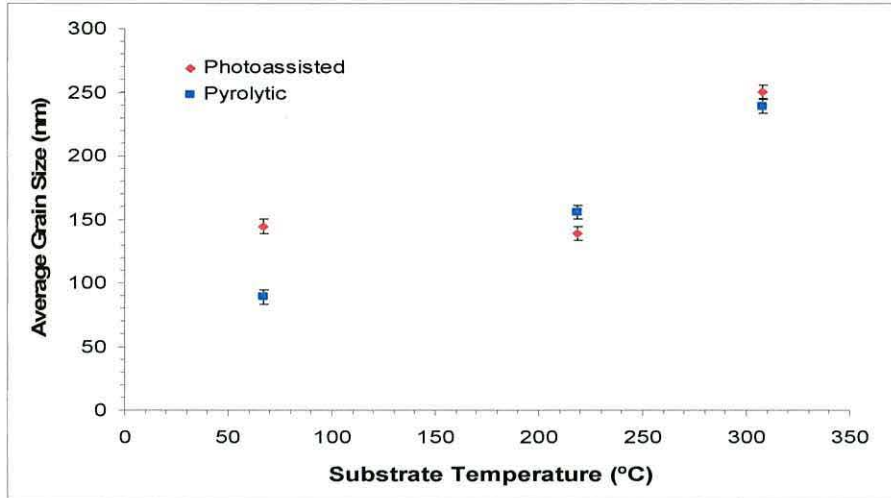 300
250
200
150
100
50
0
Average Grain Size (nm)
Photoassisted
Pyrolytic
0 50 100 150 200 250 300 350
Substrate Temperature (ºC)